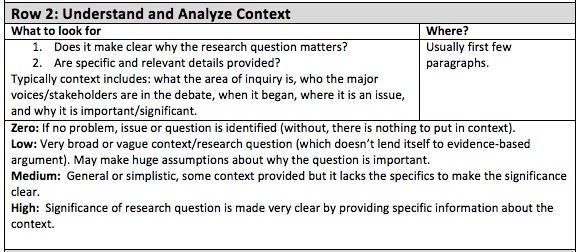 Row 2: Understand and Analyze Context
What to look for
1. Does it make clear why the research question matters?
2. Are specific and relevant details provided?
Typically context includes: what the area of inquiry is, who the major
voices/stakeholders are in the debate, when it began, where it is an issue,
and why it is important/significant.
Where?
Usually first few
paragraphs.
Zero: If no problem, issue or question is identified (without, there is nothing to put in context).
Low: Very broad or vague context/research question (which doesn't lend itself to evidence-based
argument). May make huge assumptions about why the question is important.
Medium: General or simplistic, some context provided but it lacks the specifics to make the significance
clear.
High: Significance of research question is made very clear by providing specific information about the
context.